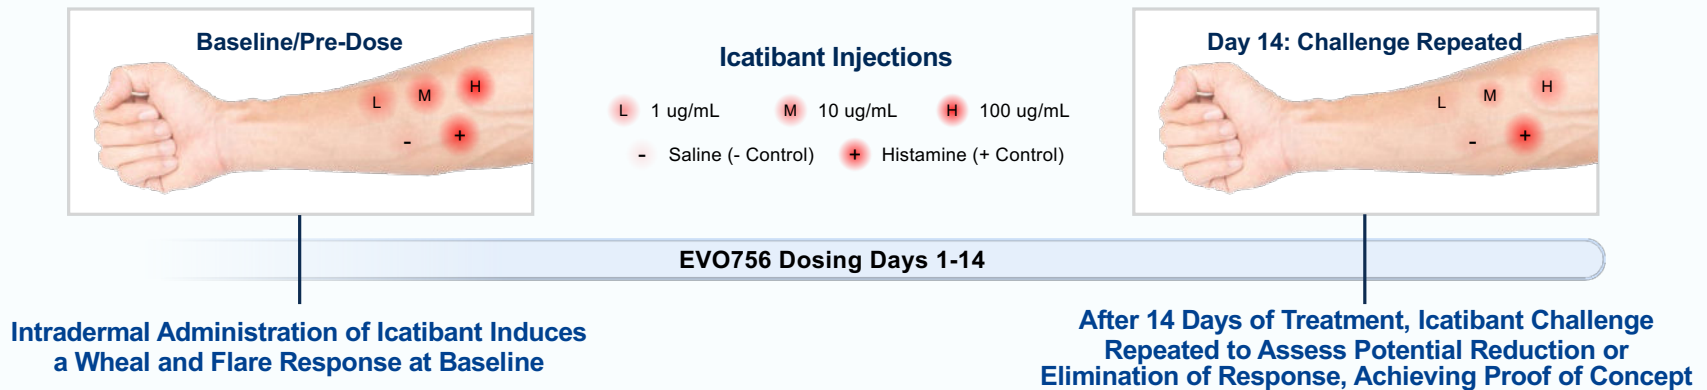 Baseline/Pre-Dose
L
M
H
-
+
Icatibant Injections
L 1 ug/mL
M 10 ug/mL
H 100 ug/mL
- Saline (- Control)
+ Histamine (+ Control)
Day 14: Challenge Repeated
L
M
H
-
+
EVO756 Dosing Days 1-14
Intradermal Administration of Icatibant Induces
a Wheal and Flare Response at Baseline
After 14 Days of Treatment, Icatibant Challenge
Repeated to Assess Potential Reduction or
Elimination of Response, Achieving Proof of Concept